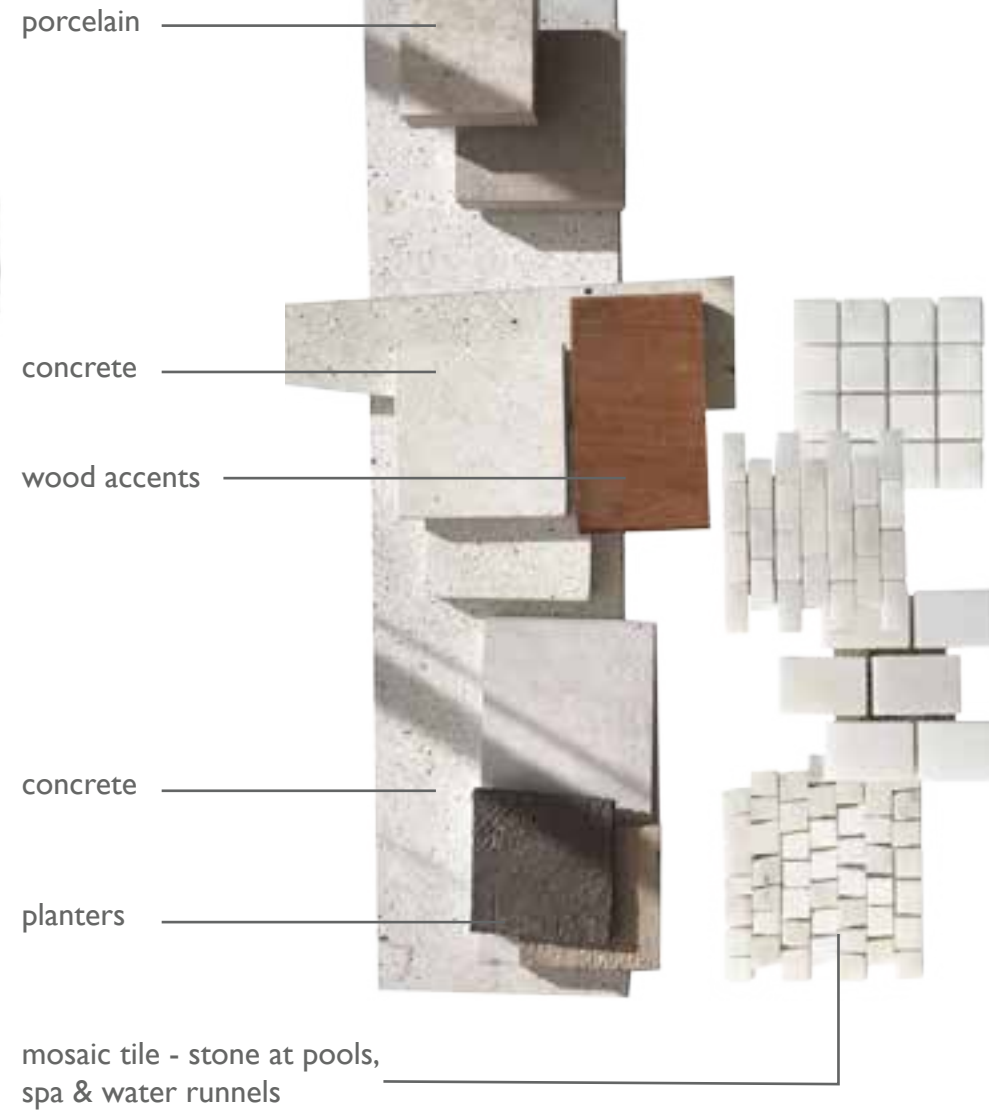 porcelain
concrete
wood accents
concrete
planters
mosaic tile - stone at pools,
spa & water runnels